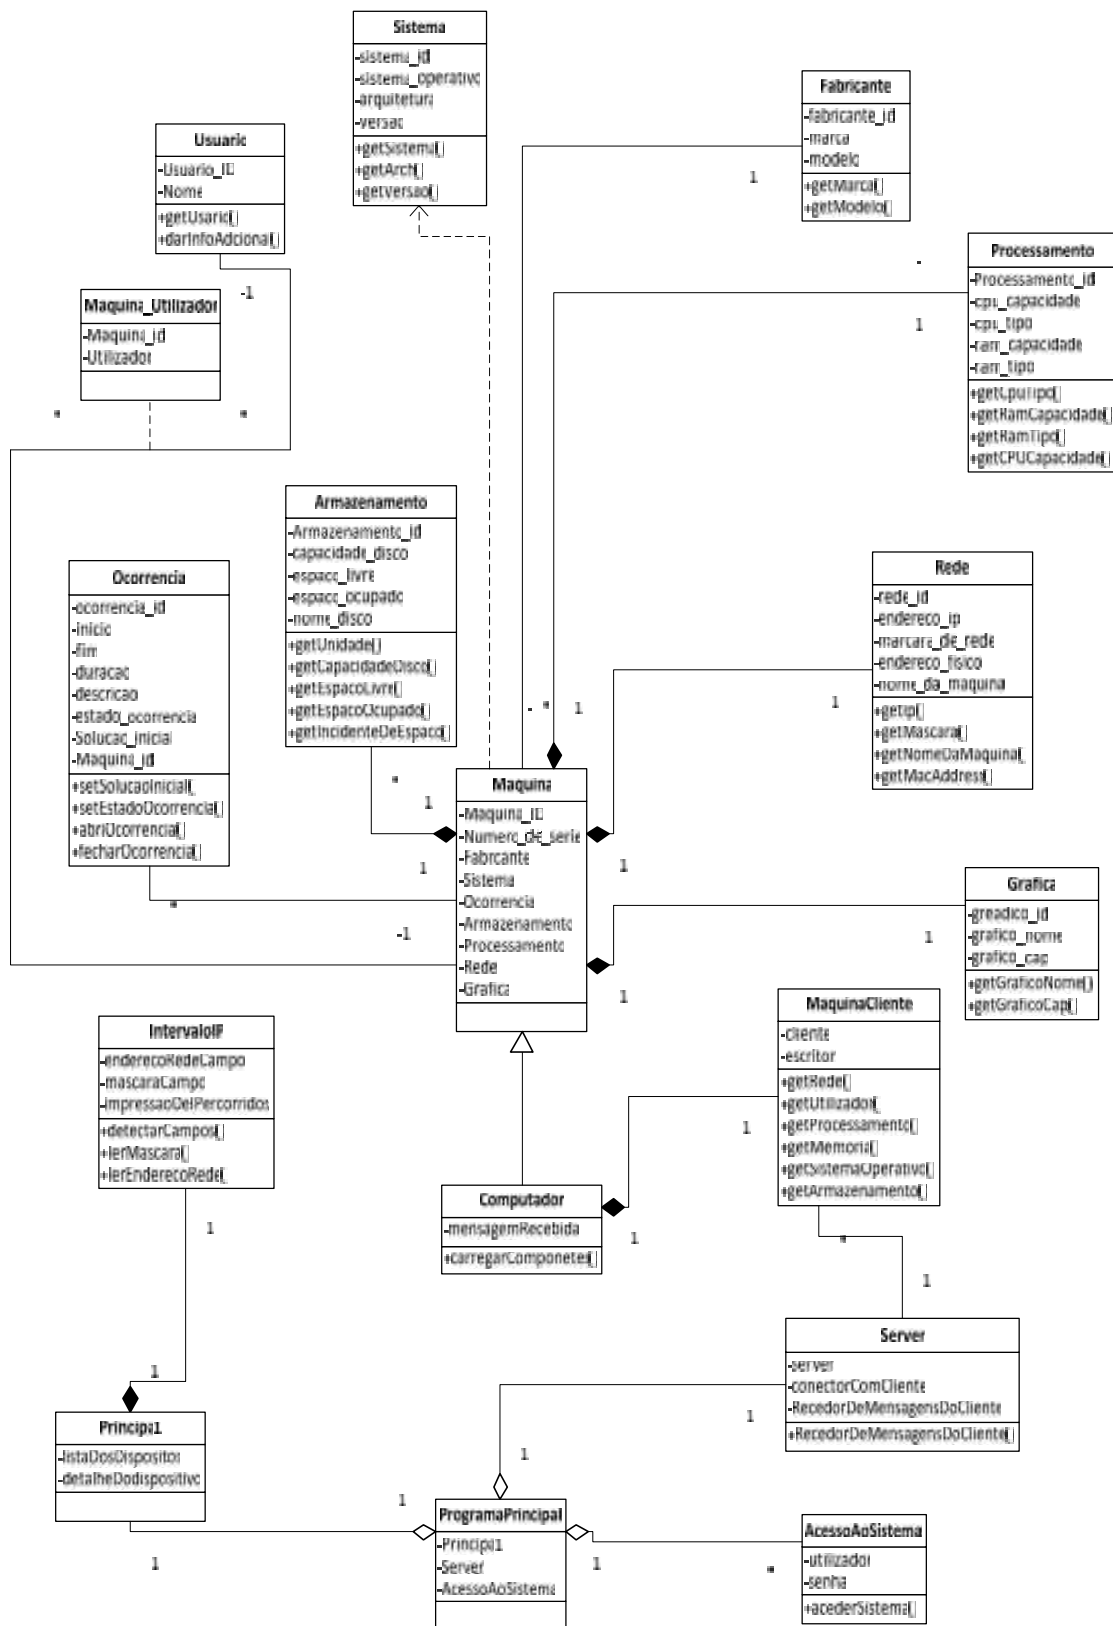 Sistema
-sistema_id
-sistema_operativo
-arquitetura
-versao
+getSistema()
+getArch()
+getVersao()
Fabricante
-fabricante_id
-marca
-modelo
+getMarca()
+getModelo()
1
Usuario
-Usuario_ID
-Nome
+getUsario()
+darInfoAdcional()
-1
Processamento
-Processamento_id
-cpu_capacidade
-cpu_tipo
-ram_capacidade
-ram_tipo
+getCpuTipo()
+getRamCapacidade()
+getRamTipo()
+getCPUCapacidade()
1
Maquina_Utilizador
-Maquina_id
-Utilizador
*
*
Armazenamento
-Armazenamento_id
-capacidade_disco
-espaco_livre
-espaco_ocupado
-nome_disco
+getUnidade()
+getCapacidadeDisco()
+getEspacoLivre()
+getEspacoOcupado()
+getIncidenteDeEspaco()
*
1
Ocorrencia
-ocorrencia_id
-inicio
-fim
-duracao
-descricao
-estado_ocorrencia
-Solucao_inicial
-Maquina_id
+setSolucaoInicial()
+setEstadoOcorrencia()
+abriOcorrencia()
+fecharOcorrencia()
*
1
-1
Rede
-rede_id
-endereco_ip
-marcara_de_rede
-endereco_fisico
-nome_da_maquina
+getIp()
+getMascara()
+getNomeDaMaquina()
+getMacAddress()
1
- *
1
Maquina
-Maquina_ID
-Numero_de_serie
-Fabrcante
-Sistema
-Ocorrencia
-Armazenamento
-Processamento
-Rede
-Grafica
1
1
Grafica
-greadico_id
-grafico_nome
-grafico_cap
+getGraficoNome()
+getGraficoCap()
1
MaquinaCliente
-cliente
-escritor
+getRede()
+getUtilizador()
+getProcessamento()
+getMemoria()
+getSistemaOperativo()
+getArmazenamento()
1
*
IntervaloIP
-enderecoRedeCampo
-mascaraCampo
-impressaoDeIPercorridos
+detectarCampos()
+lerMascara()
+lerEnderecoRede()
1
1
Computador
-mensagemRecebida
+carregarComponetes()
1
1
Server
-server
-conectorComCliente
-RecedorDeMensagensDoCliente
+RecedorDeMensagensDoCliente()
1
Principa1
-listaDosDispositor
-detalheDodispositivo
1
1
1
ProgramaPrincipal
-Principa1
-Server
-AcessoAoSistema
1
AcessoAoSistema
-utilizador
-senha
+acederSistema()
*